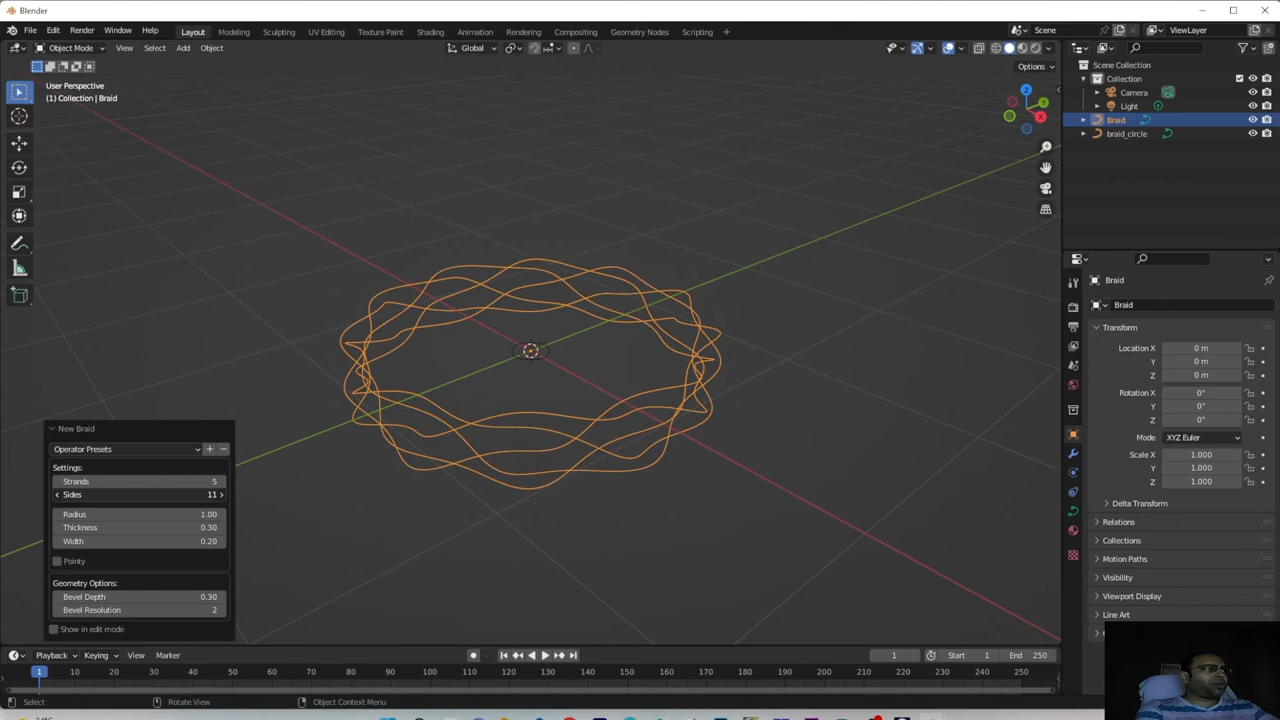 Blender
File Edit Render Window Help Layout Modeling Sculpting UV Editing Texture Paint Shading Animation Rendering Compositing Geometry Nodes Scripting Scene ViewLayer
Object Mode View Select Add Object Global
Options
User Perspective
(1) Collection | Braid
Z
Y
X
Scene Collection
Collection
Camera
Light
Braid
braid_circle
Braid
Braid
Transform
Location X 0 m
Y 0 m
Z 0 m
Rotation X 0°
Y 0°
Z 0°
Mode XYZ Euler
Scale X 1.000
Y 1.000
Z 1.000
Delta Transform
Relations
Collections
Motion Paths
Visibility
Viewport Display
Line Art
New Braid
Operator Presets
Settings:
Strands 5
Sides 11
Radius 1.00
Thickness 0.30
Width 0.20
Pointy
Geometry Options:
Bevel Depth 0.30
Bevel Resolution 2
Show in edit mode
Playback Keying View Marker 1 Start 1 End 250
1 10 20 30 40 50 60 70 80 90 100 110 120 130 140 150 160 170 180 190 200 210 220 230 240 250
Select Rotate View Object Context Menu